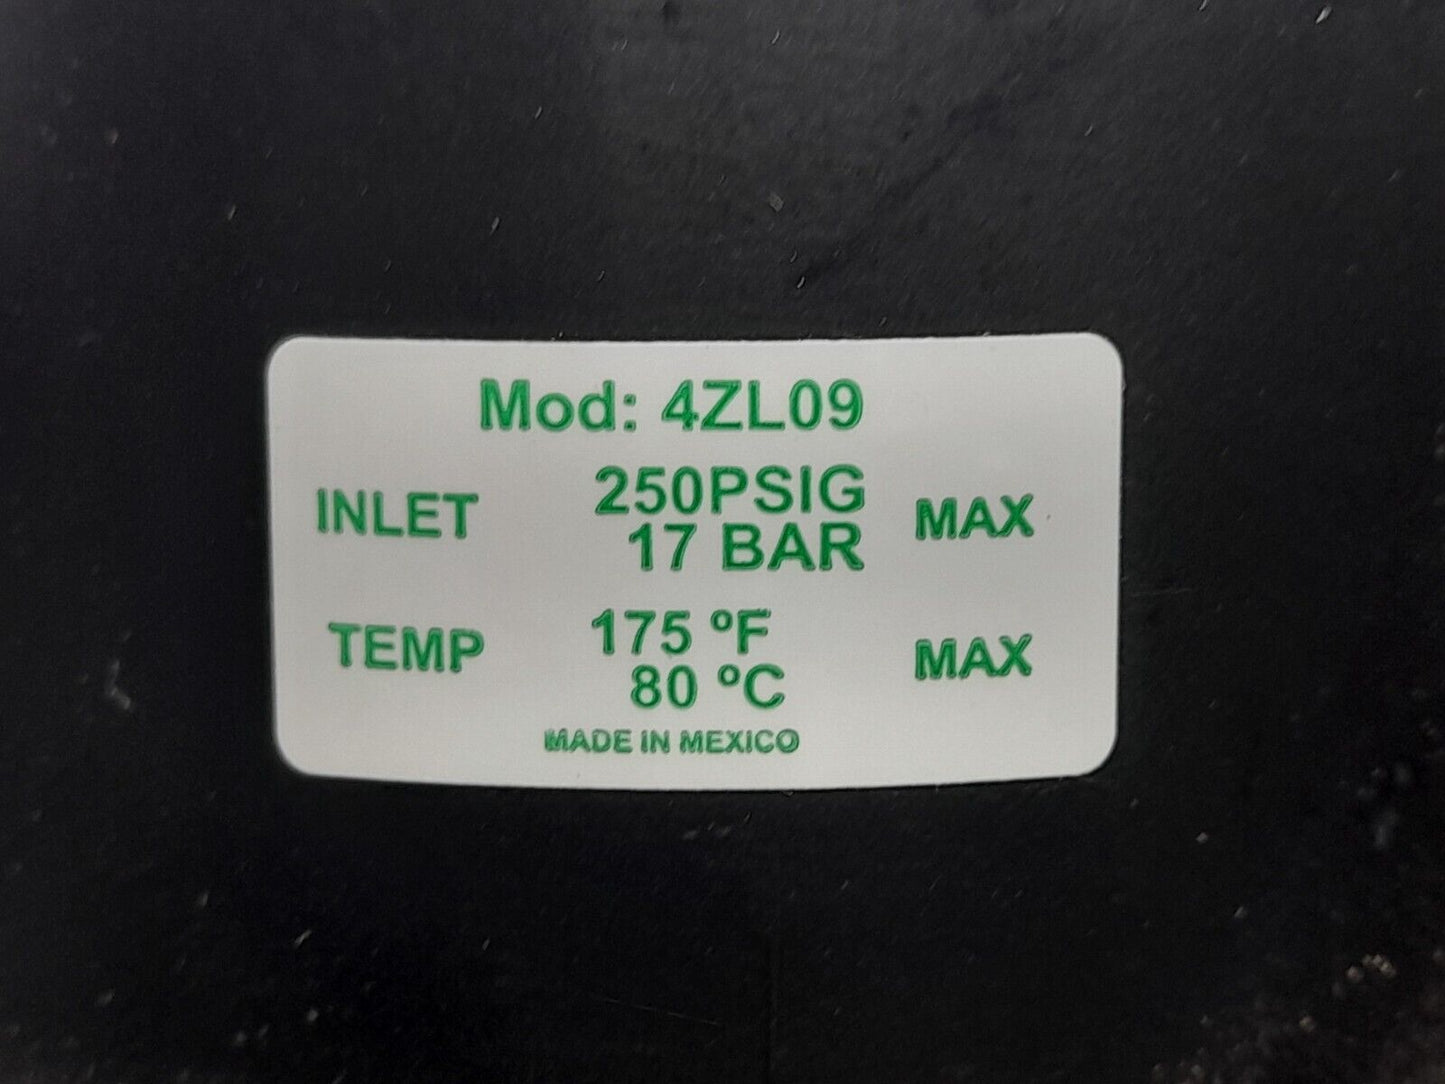 Mod: 4ZL09
INLET 250PSIG MAX
17 BAR
TEMP 175 ºF MAX
80 ºC
MADE IN MEXICO